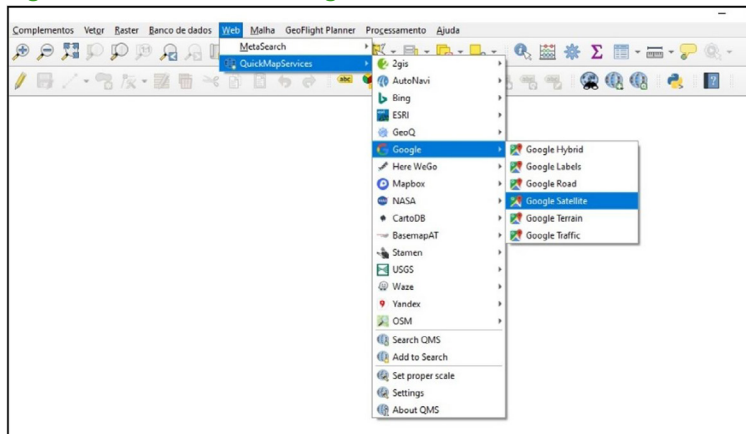 Complementos Vetor Raster Banco de dados Web Malha GeoFlight Planner Processamento Ajuda
MetaSearch
QuickMapServices
abc
2gis
AutoNavi
Bing
ESRI
GeoQ
Google
Here WeGo
Mapbox
NASA
CartoDB
BasemapAT
Stamen
USGS
Waze
Yandex
OSM
Search QMS
Add to Search
Set proper scale
Settings
About QMS
Google Hybrid
Google Labels
Google Road
Google Satellite
Google Terrain
Google Traffic